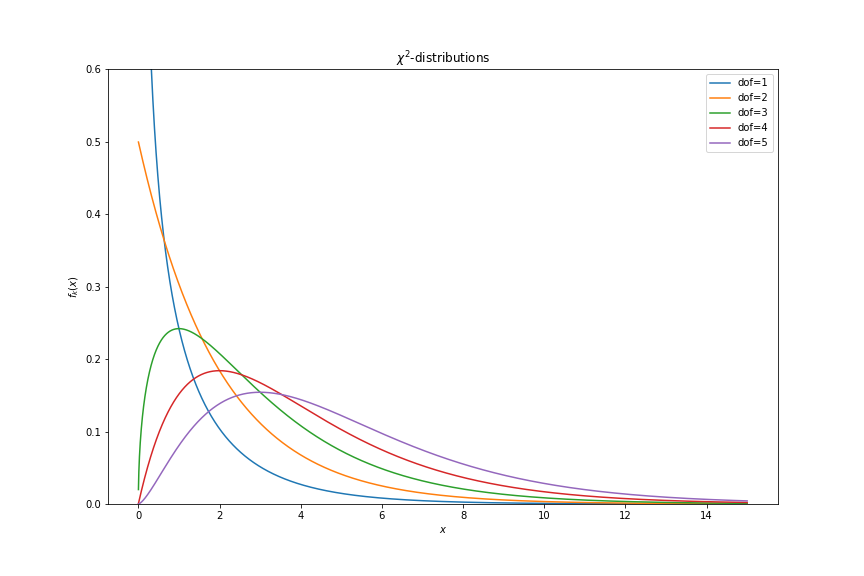 χ²-distributions
0.6
0.5
0.4
0.3
0.2
0.1
0.0
fₖ(x)
dof=1
dof=2
dof=3
dof=4
dof=5
0 2 4 6 8 10 12 14
x